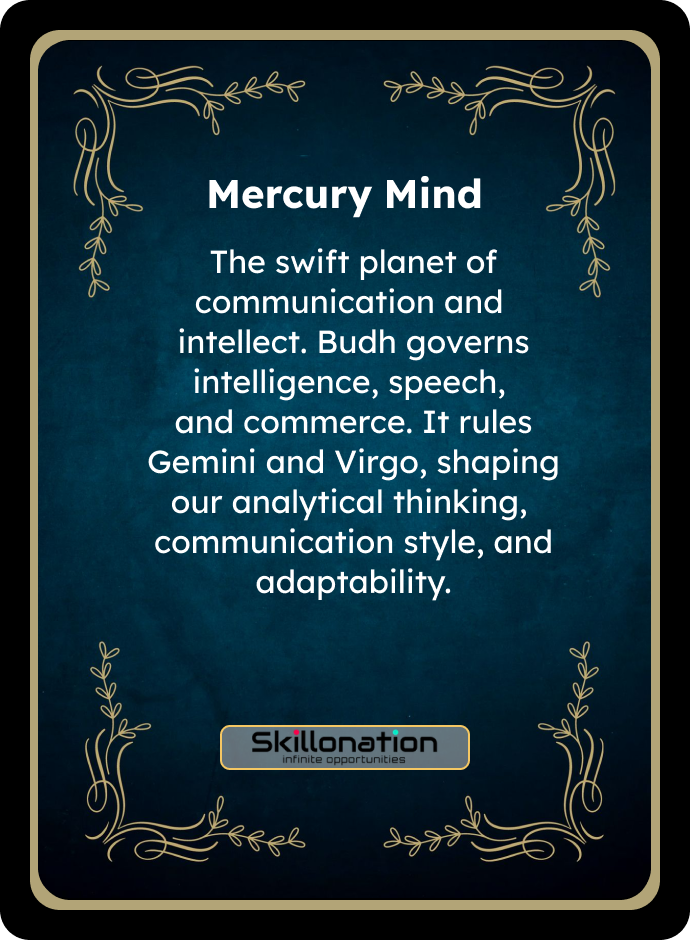 Mercury Mind
The swift planet of
communication and
intellect. Budh governs
intelligence, speech,
and commerce. It rules
Gemini and Virgo, shaping
our analytical thinking,
communication style, and
adaptability.
Skillonation
infinite opportunities